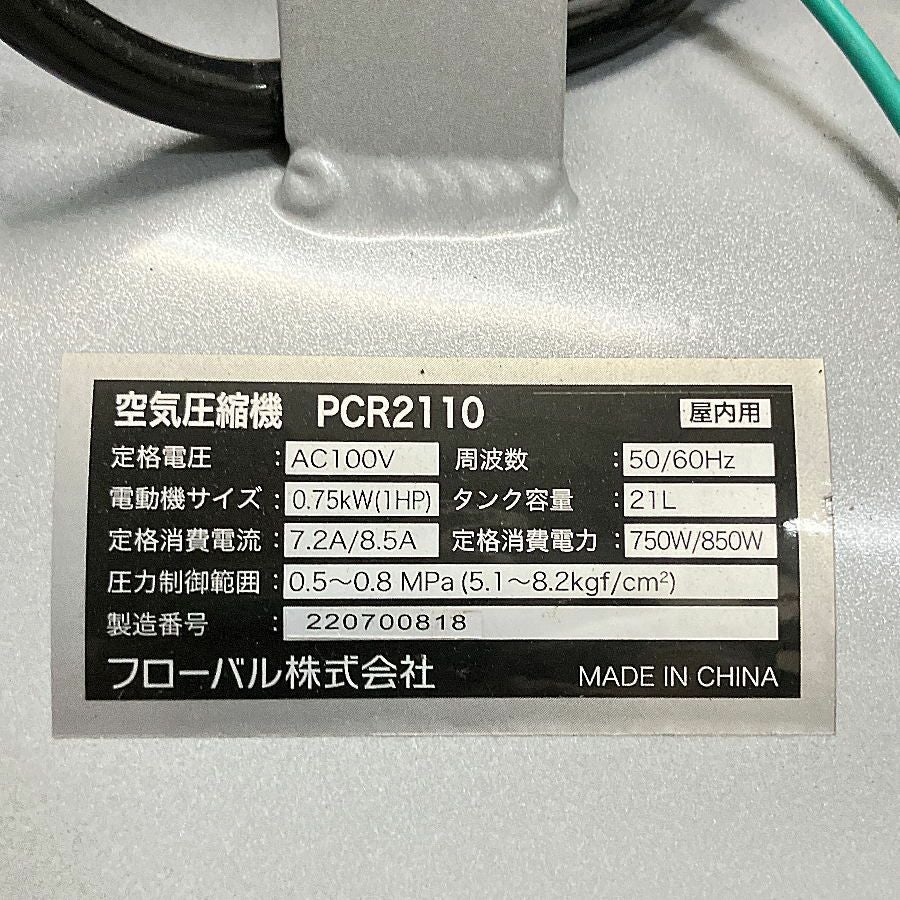 空気圧縮機 PCR2110 屋内用
定格電圧 : AC100V 周波数 : 50/60Hz
電動機サイズ : 0.75kW(1HP) タンク容量 : 21L
定格消費電流 : 7.2A/8.5A 定格消費電力 : 750W/850W
圧力制御範囲 : 0.5～0.8 MPa (5.1～8.2kgf/cm²)
製造番号 : 220700818
フローバル株式会社 MADE IN CHINA